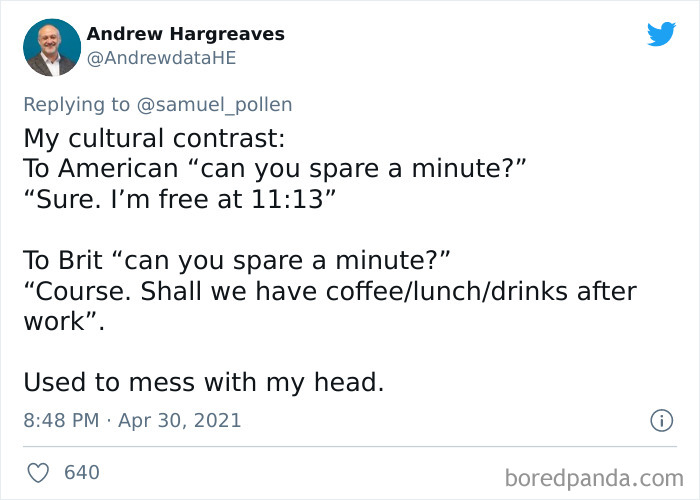 Andrew Hargreaves
@AndrewdataHE
Replying to @samuel_pollen
My cultural contrast:
To American “can you spare a minute?”
“Sure. I’m free at 11:13”
To Brit “can you spare a minute?”
“Course. Shall we have coffee/lunch/drinks after
work”.
Used to mess with my head.
8:48 PM · Apr 30, 2021
640
boredpanda.com